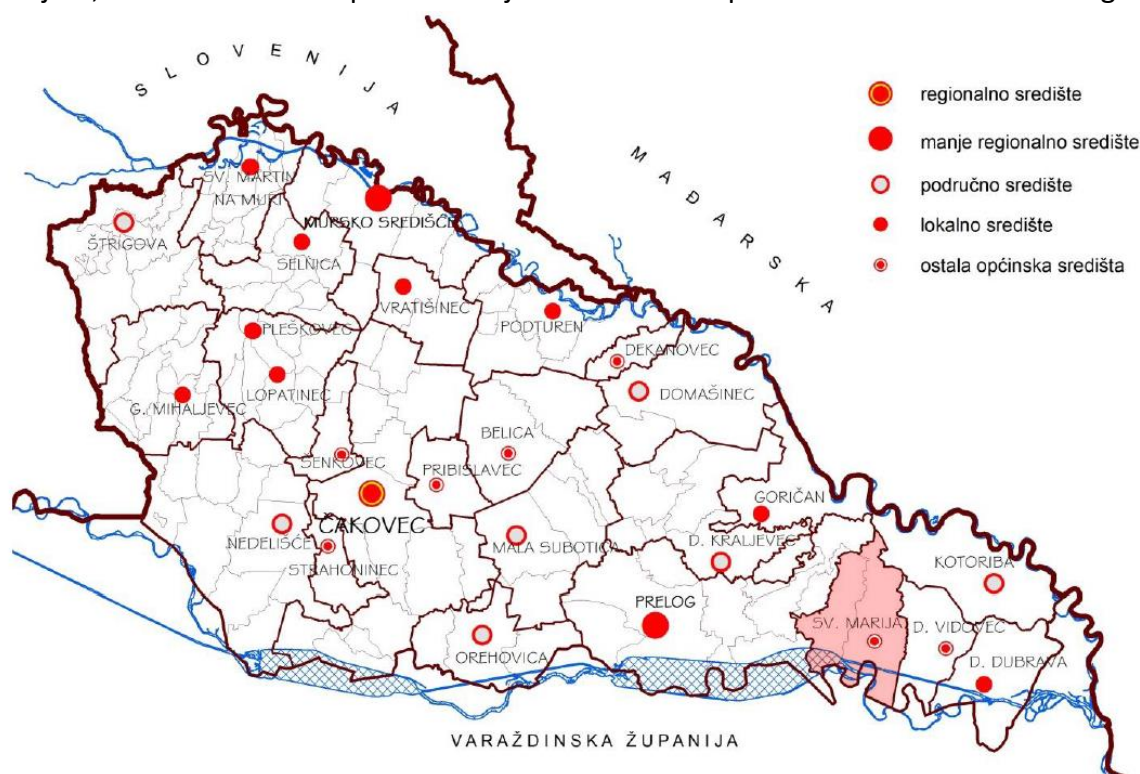 SLOVENIJA
MAĐARSKA
regionalno središte
manje regionalno središte
područno središte
lokalno središte
ostala općinska središta
SV. MARTIN
NA MURI
ŠTRIGOVA
MURSKO SREDIŠĆE
SELNICA
VRATIŠINEC
PODTUREN
PLEŠKOVEC
DEKANOVEC
LOPATINEC
DOMAŠINEC
G. MIHALJEVEC
BELICA
ŠENKOVEC
PRIBISLAVEC
GORIČAN
ČAKOVEC
NEDELIŠĆE
MALA SUBOTICA
D. KRALJEVEC
KOTORIBA
STRAHONINEC
PRELOG
SV. MARIJA
D. VIDOVEC
OREHOVICA
D. DUBRAVA
VARAŽDINSKA ŽUPANIJA